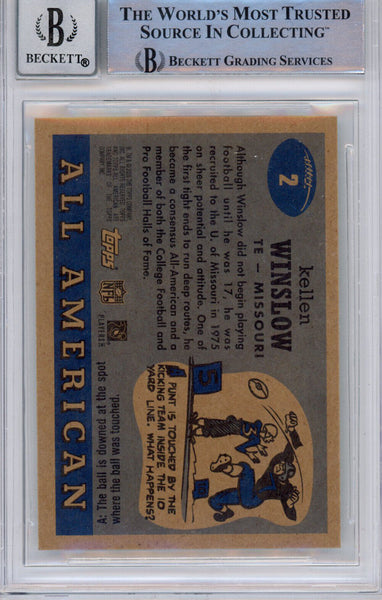 THE WORLD'S MOST TRUSTED
SOURCE IN COLLECTING™
B BECKETT GRADING SERVICES
B
BECKETT®
2
kellen
WINSLOW
TE – MISSOURI
Although Winslow did not begin playing
football until he was 17, he was
recruited to the U. of Missouri in 1975
on sheer potential and attitude. One of
the first tight ends to run deep routes, he
became a consensus All-American and a
member of both the College Football and
Pro Football Halls of Fame.
5
PUNT IS TOUCHED BY THE
KICKING TEAM INSIDE THE 10
YARD LINE. WHAT HAPPENS?
A: The ball is downed at the spot
where the ball was touched.
Topps
NFL
PLAYERS
ALL AMERICAN